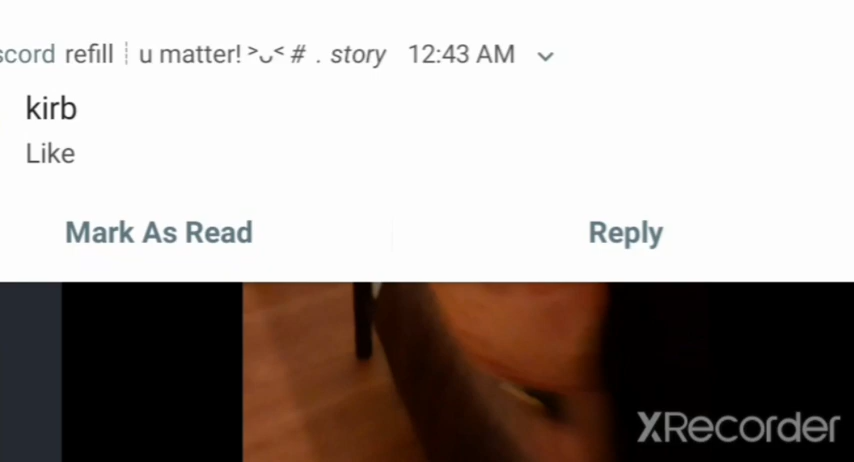 scord refill ┊ u matter! ˃ᴗ˂ # . story 12:43 AM
kirb
Like
Mark As Read Reply
XRecorder